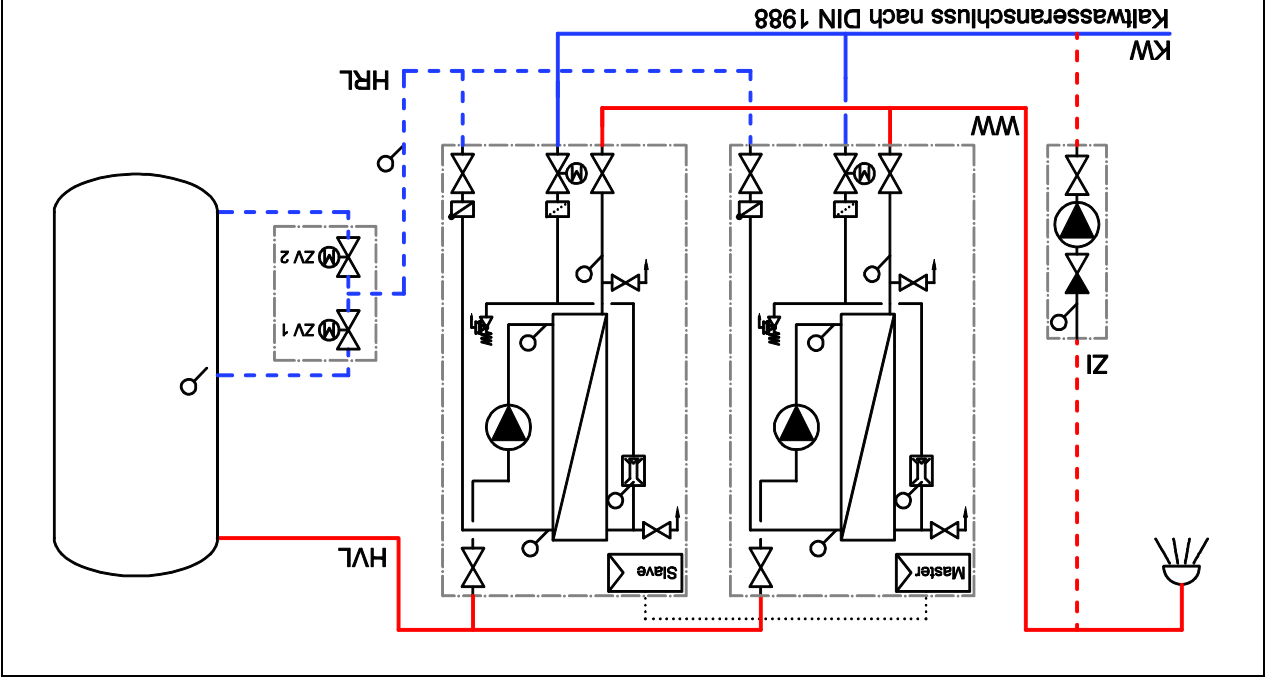 Master
Slave
HVL
ZI
ZV 1
M
ZV 2
M
M
M
WW
HRL
KW
Kaltwasseranschluss nach DIN 1988